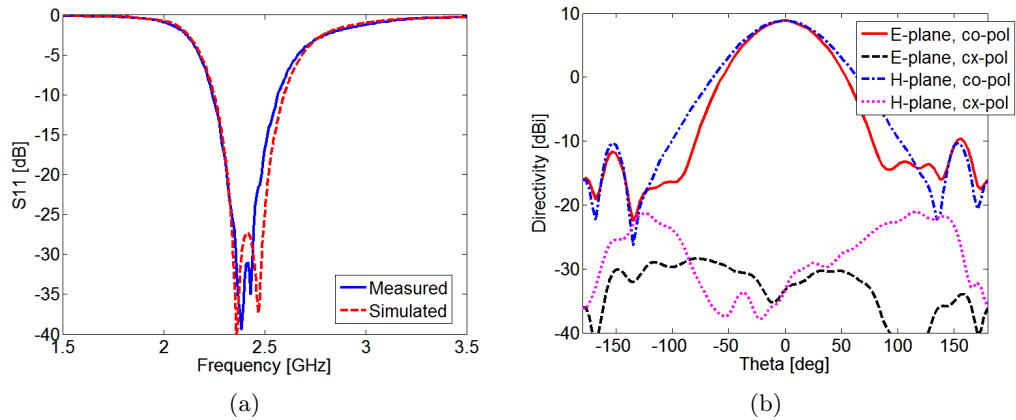 0
-5
-10
-15
-20
-25
-30
-35
-40
S11 [dB]
1.5 2 2.5 3 3.5
Frequency [GHz]
Measured
Simulated
(a)
10
0
-10
-20
-30
-40
Directivity [dBi]
-150 -100 -50 0 50 100 150
Theta [deg]
E-plane, co-pol
E-plane, cx-pol
H-plane, co-pol
H-plane, cx-pol
(b)